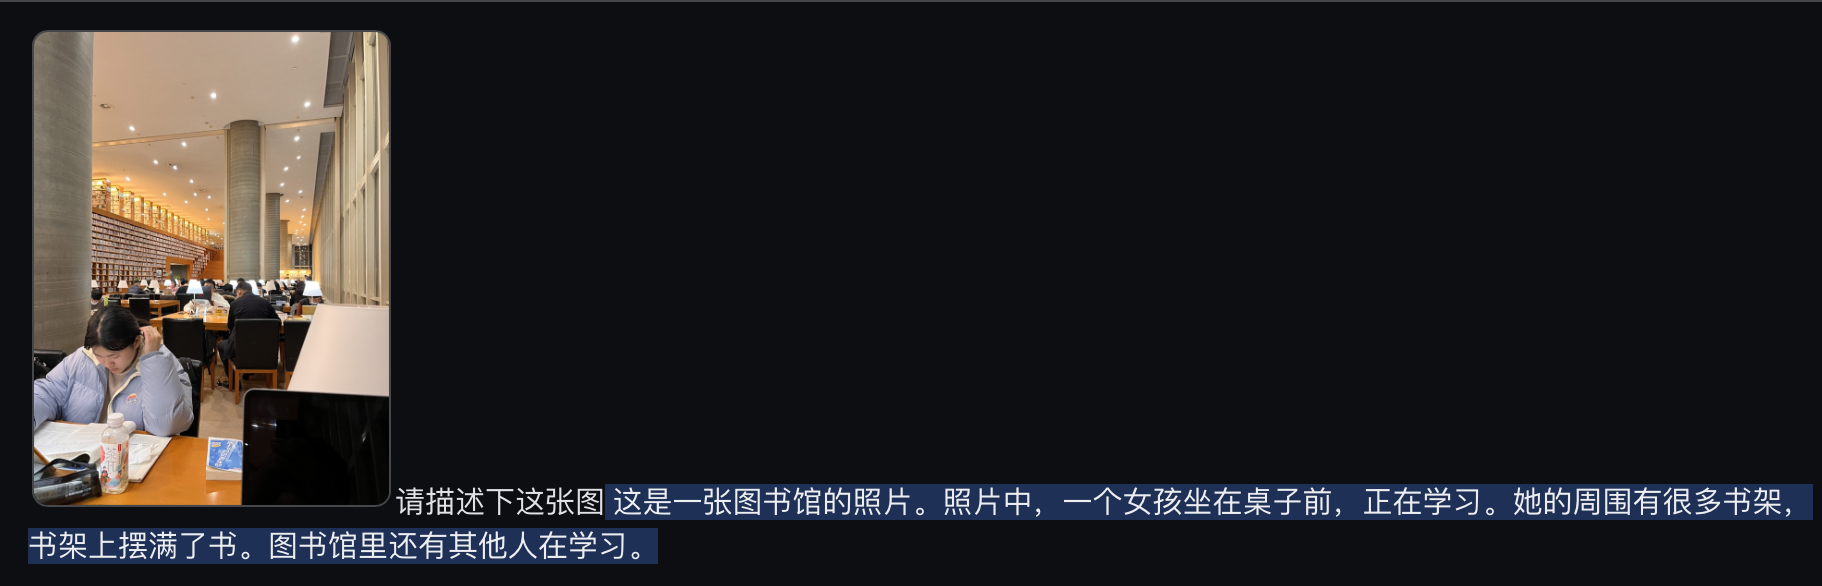 请描述下这张图 这是一张图书馆的照片。照片中，一个女孩坐在桌子前，正在学习。她的周围有很多书架，
书架上摆满了书。图书馆里还有其他人在学习。